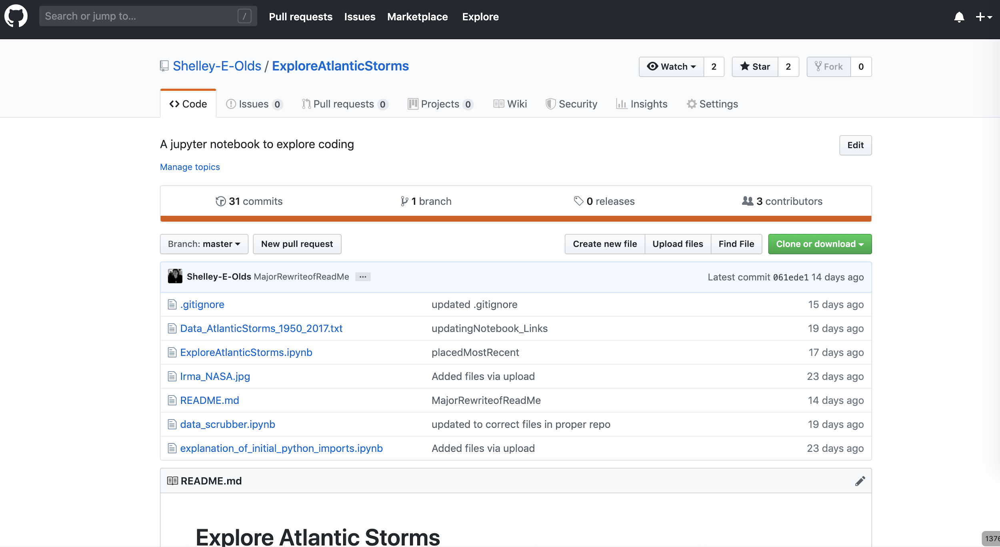 Search or jump to... /
Pull requests Issues Marketplace Explore
Shelley-E-Olds / ExploreAtlanticStorms
Watch 2 Star 2 Fork 0
Code Issues 0 Pull requests 0 Projects 0 Wiki Security Insights Settings
A jupyter notebook to explore coding
Edit
Manage topics
31 commits 1 branch 0 releases 3 contributors
Branch: master New pull request Create new file Upload files Find File Clone or download
Shelley-E-Olds MajorRewriteofReadMe ... Latest commit 061ede1 14 days ago
.gitignore updated .gitignore 15 days ago
Data_AtlanticStorms_1950_2017.txt updatingNotebook_Links 19 days ago
ExploreAtlanticStorms.ipynb placedMostRecent 17 days ago
Irma_NASA.jpg Added files via upload 23 days ago
README.md MajorRewriteofReadMe 14 days ago
data_scrubber.ipynb updated to correct files in proper repo 19 days ago
explanation_of_initial_python_imports.ipynb Added files via upload 23 days ago
README.md
Explore Atlantic Storms